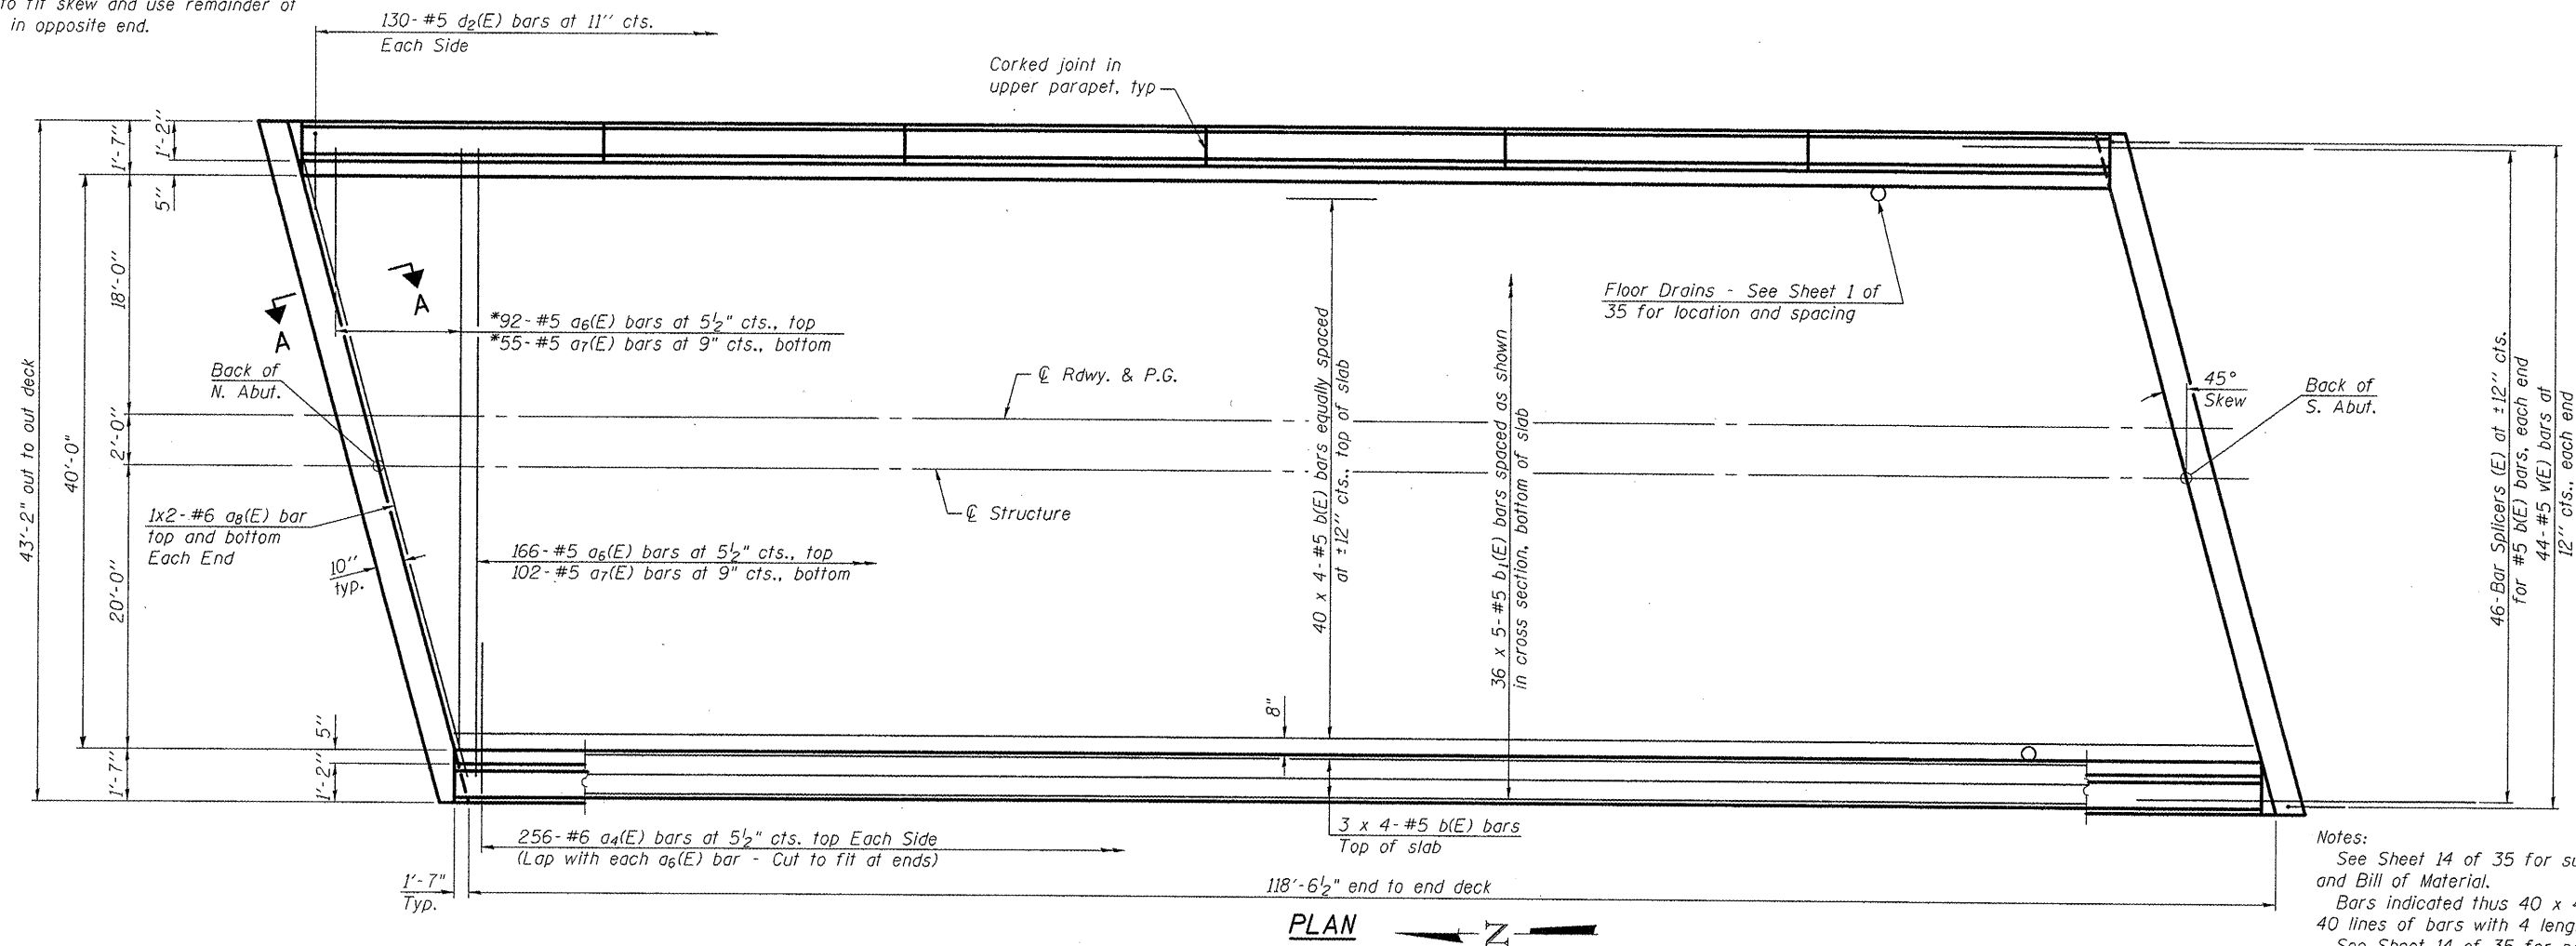 to fit skew and use remainder of
in opposite end.
130-#5 d2(E) bars at 11" cts.
Each Side
Corked joint in
upper parapet, typ
1'-7"
1'-2"
5"
18'-0"
43'-2" out to out deck
40'-0"
2'-0"
20'-0"
A
A
*92-#5 a6(E) bars at 5½" cts., top
*55-#5 a7(E) bars at 9" cts., bottom
Back of
N. Abut.
℄ Rdwy. & P.G.
℄ Structure
1x2-#6 a8(E) bar
top and bottom
Each End
10"
typ.
166-#5 a6(E) bars at 5½" cts., top
102-#5 a7(E) bars at 9" cts., bottom
40 x 4-#5 b(E) bars equally spaced
at ±12" cts., top of slab
36 x 5-#5 b1(E) bars spaced as shown
in cross section, bottom of slab
Floor Drains - See Sheet 1 of
35 for location and spacing
45°
Skew
Back of
S. Abut.
46-Bar Splicers (E) at ±12" cts.
for #5 b(E) bars, each end
44-#5 v(E) bars at
12" cts., each end
8"
5"
1'-2"
1'-7"
256-#6 a4(E) bars at 5½" cts. top Each Side
(Lap with each a6(E) bar - Cut to fit at ends)
3 x 4-#5 b(E) bars
Top of slab
1'-7"
Typ.
118'-6½" end to end deck
PLAN
Z
Notes:
See Sheet 14 of 35 for su
and Bill of Material.
Bars indicated thus 40 x 4
40 lines of bars with 4 leng
See Sheet 14 of 35 for